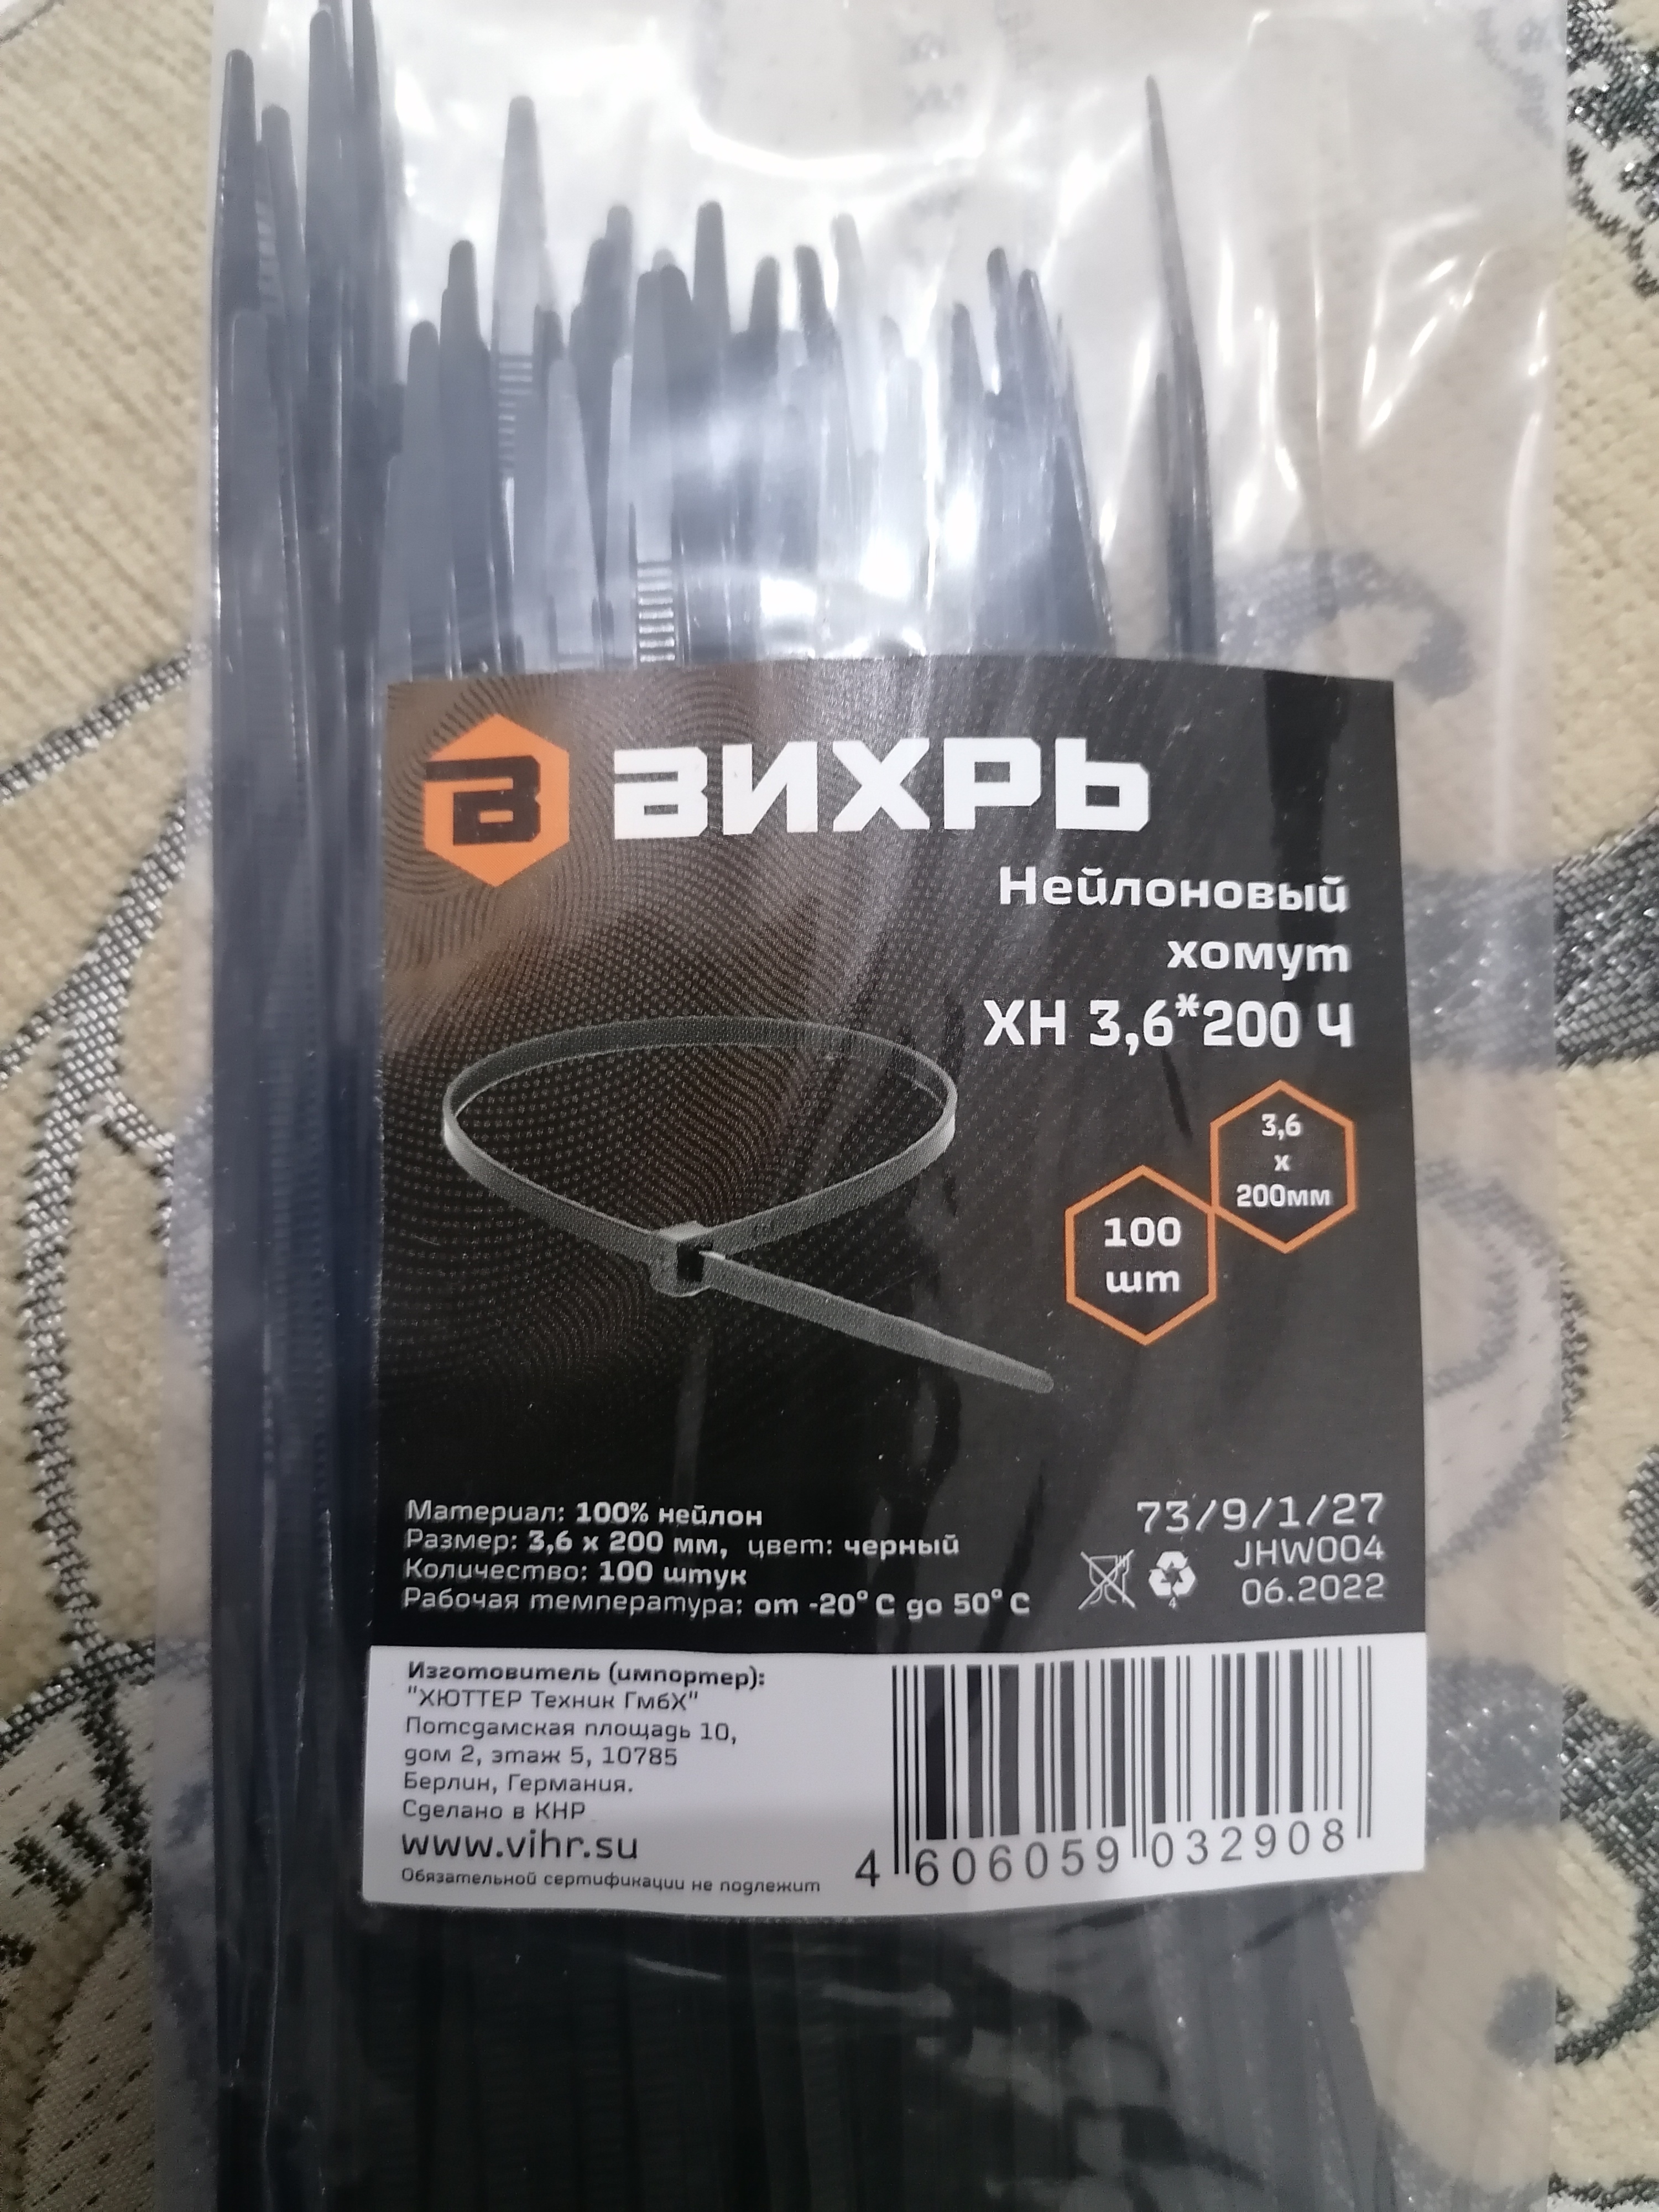 ВИХРЬ
Нейлоновый
хомут
ХН 3,6*200 Ч
3,6
x
200мм
100
шт
Материал: 100% нейлон
Размер: 3,6 x 200 мм, цвет: черный
Количество: 100 штук
Рабочая температура: от -20° С до 50° С
73/9/1/27
JHW004
06.2022
4
Изготовитель (импортер):
"ХЮТТЕР Техник ГмбХ"
Потсдамская площадь 10,
дом 2, этаж 5, 10785
Берлин, Германия.
Сделано в КНР
www.vihr.su
Обязательной сертификации не подлежит
4 606059 032908